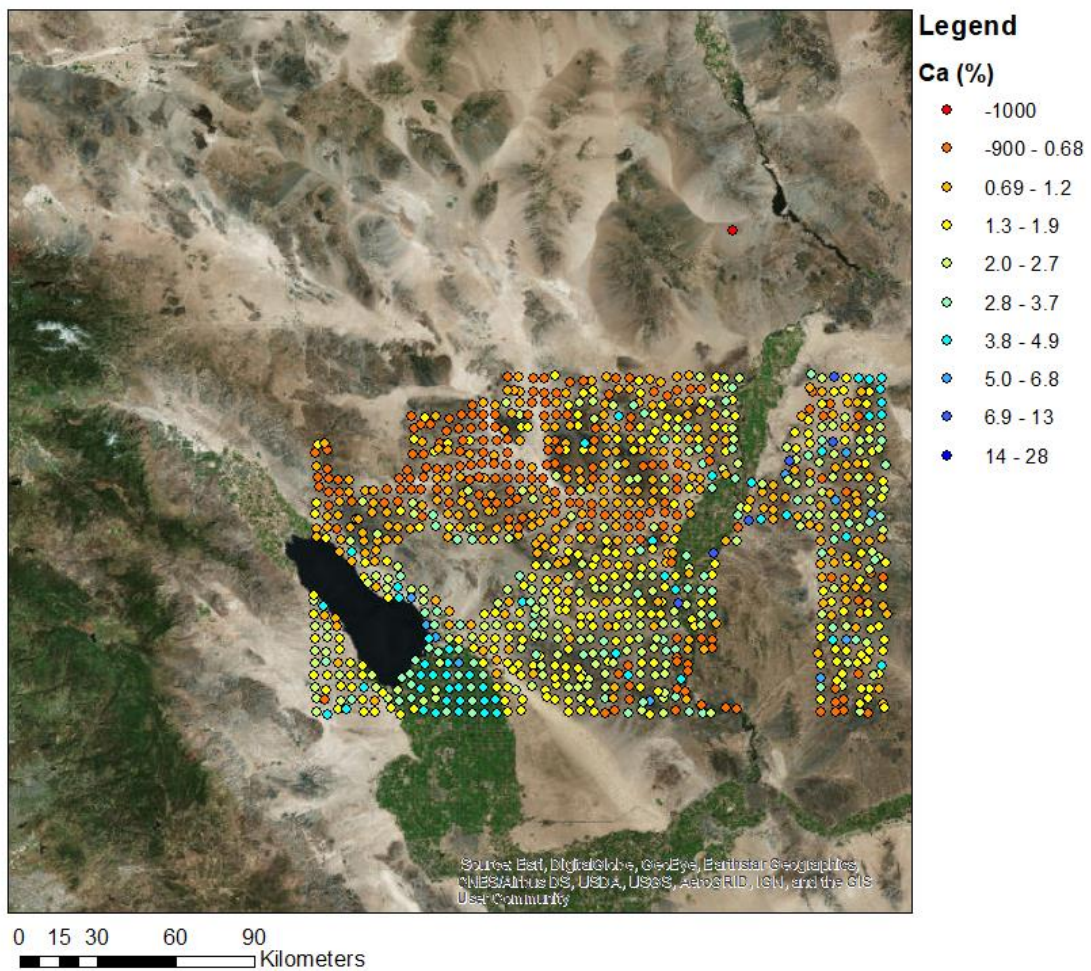 Legend
Ca (%)
-1000
-900 - 0.68
0.69 - 1.2
1.3 - 1.9
2.0 - 2.7
2.8 - 3.7
3.8 - 4.9
5.0 - 6.8
6.9 - 13
14 - 28
Source: Esri, DigitalGlobe, GeoEye, Earthstar Geographics,
CNES/Airbus DS, USDA, USGS, AeroGRID, IGN, and the GIS
User Community
0 15 30 60 90
Kilometers